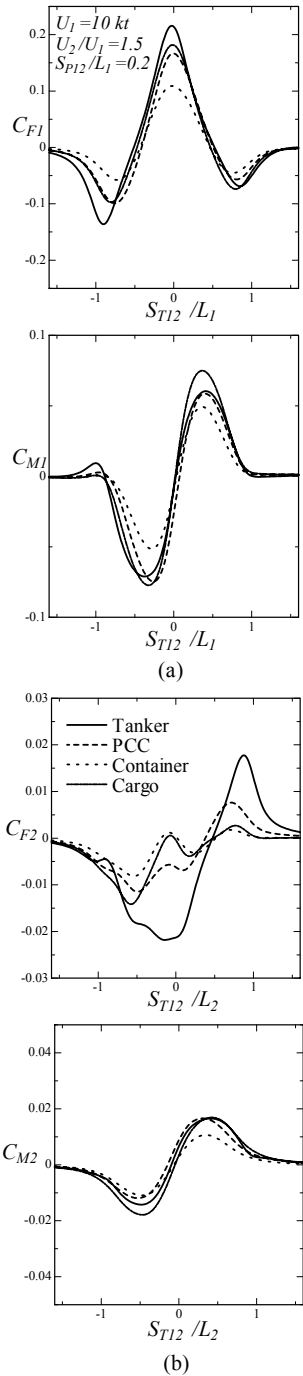 U1=10 kt
U2/U1=1.5
SP12/L1=0.2
0.2
0.1
CF1
0
-0.1
-0.2
-1
0
1
ST12/L1
0.1
CM1
0
-0.1
-1
0
1
ST12/L1
(a)
0.03
0.02
0.01
CF2
0
-0.01
-0.02
-0.03
Tanker
PCC
Container
Cargo
-1
0
1
ST12/L2
0.04
0.02
CM2
0
-0.02
-0.04
-1
0
1
ST12/L2
(b)